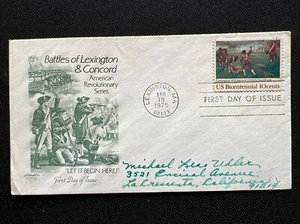 Battles of Lexington
& Concord
American
Revolutionary
Series
"LET IT BEGIN HERE!"
First Day of Issue
LEXINGTON, MA
APR
19
1975
02173
US Bicentennial 10cents
FIRST DAY OF ISSUE
Michael
3521 Avenue,
La Crescenta, California